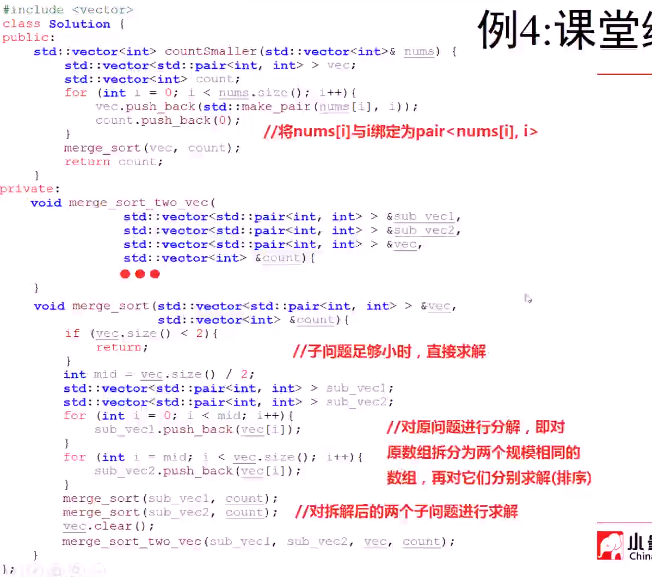 #include <vector>
class Solution {
public:
    std::vector<int> countSmaller(std::vector<int>& nums) {
        std::vector<std::pair<int, int> > vec;
        std::vector<int> count;
        for (int i = 0; i < nums.size(); i++){
            vec.push_back(std::make_pair(nums[i], i));
            count.push_back(0);
        }
//将nums[i]与i绑定为pair<nums[i], i>
        merge_sort(vec, count);
        return count;
    }
private:
    void merge_sort_two_vec(
                std::vector<std::pair<int, int> > &sub_vec1,
                std::vector<std::pair<int, int> > &sub_vec2,
                std::vector<std::pair<int, int> > &vec,
                std::vector<int> &count){
●●●
    }
    void merge_sort(std::vector<std::pair<int, int> > &vec,
                    std::vector<int> &count){
        if (vec.size() < 2){
            return;
        }
//子问题足够小时，直接求解
        int mid = vec.size() / 2;
        std::vector<std::pair<int, int> > sub_vec1;
        std::vector<std::pair<int, int> > sub_vec2;
        for (int i = 0; i < mid; i++){
            sub_vec1.push_back(vec[i]);
        }
        for (int i = mid; i < vec.size(); i++){
            sub_vec2.push_back(vec[i]);
        }
//对原问题进行分解，即对
原数组拆分为两个规模相同的
数组，再对它们分别求解(排序)
        merge_sort(sub_vec1, count);
        merge_sort(sub_vec2, count); //对拆解后的两个子问题进行求解
        vec.clear();
        merge_sort_two_vec(sub_vec1, sub_vec2, vec, count);
    }
};
例4:课堂
小
China